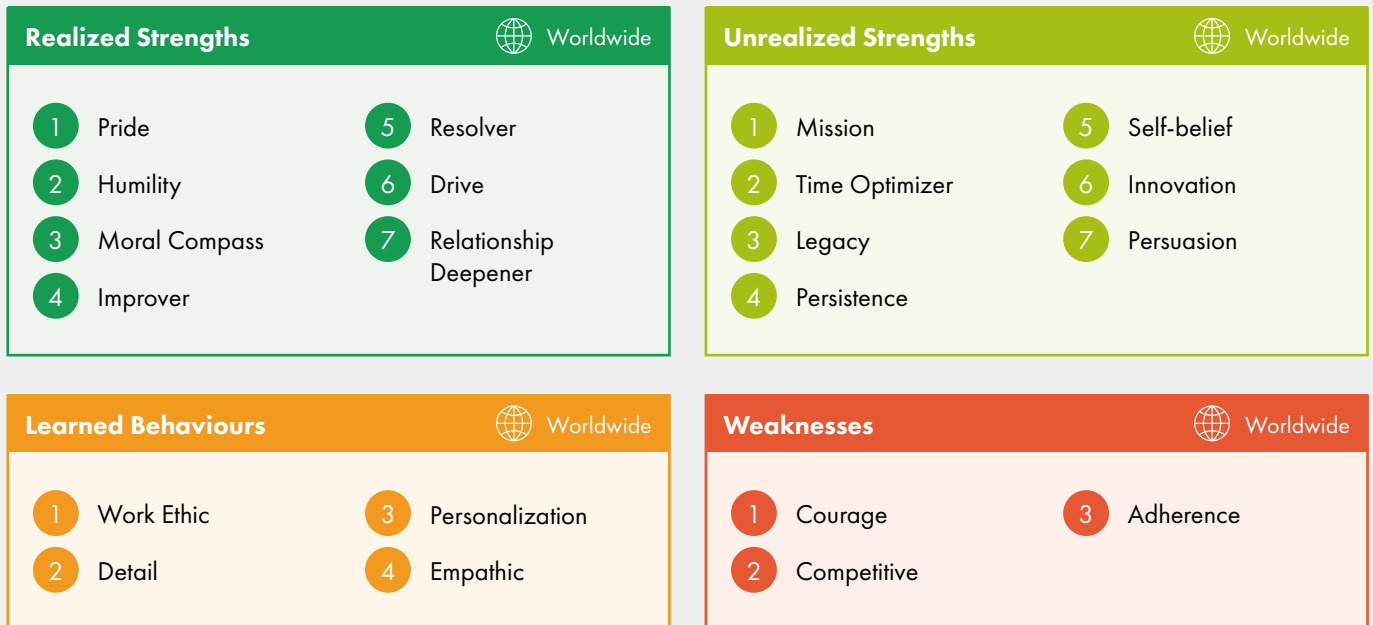 Realized Strengths Worldwide
1 Pride
2 Humility
3 Moral Compass
4 Improver
5 Resolver
6 Drive
7 Relationship
Deepener
Unrealized Strengths Worldwide
1 Mission
2 Time Optimizer
3 Legacy
4 Persistence
5 Self-belief
6 Innovation
7 Persuasion
Learned Behaviours Worldwide
1 Work Ethic
2 Detail
3 Personalization
4 Empathic
Weaknesses Worldwide
1 Courage
2 Competitive
3 Adherence